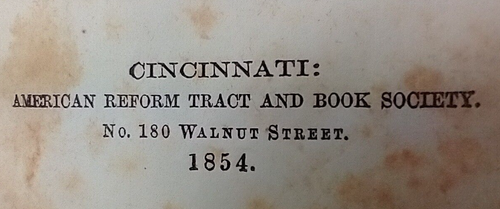 CINCINNATI:
AMERICAN REFORM TRACT AND BOOK SOCIETY.
No. 180 WALNUT STREET.
1854.